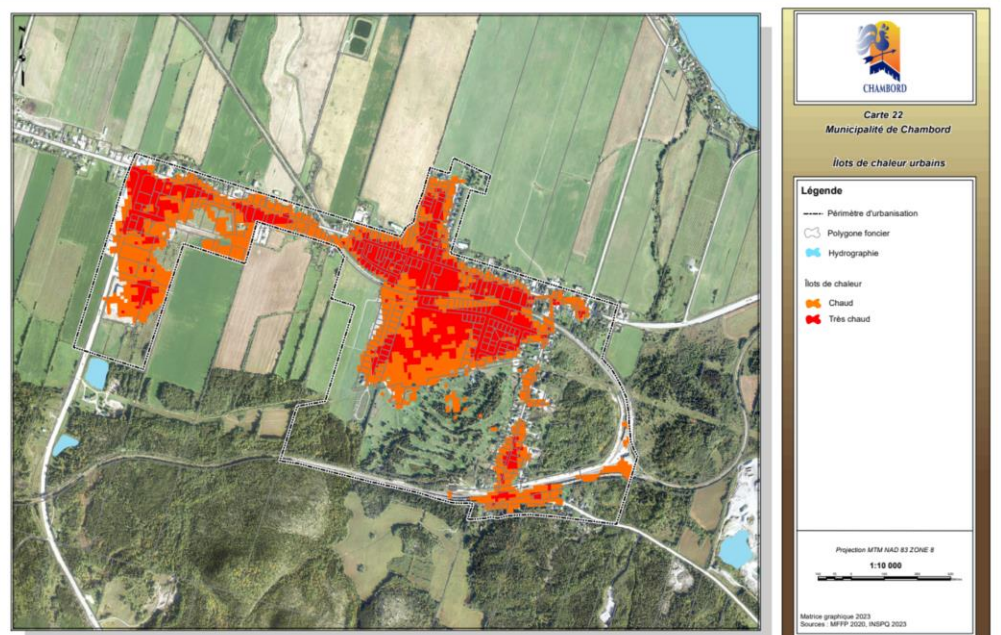 CHAMBORD
Carte 22
Municipalité de Chambord
Îlots de chaleur urbains
Légende
Périmètre d'urbanisation
Polygone foncier
Hydrographie
Îlots de chaleur
Chaud
Très chaud
Projection MTM NAD 83 ZONE 8
1:10 000
Matrice graphique 2023
Sources : MFFP 2020, INSPQ 2023